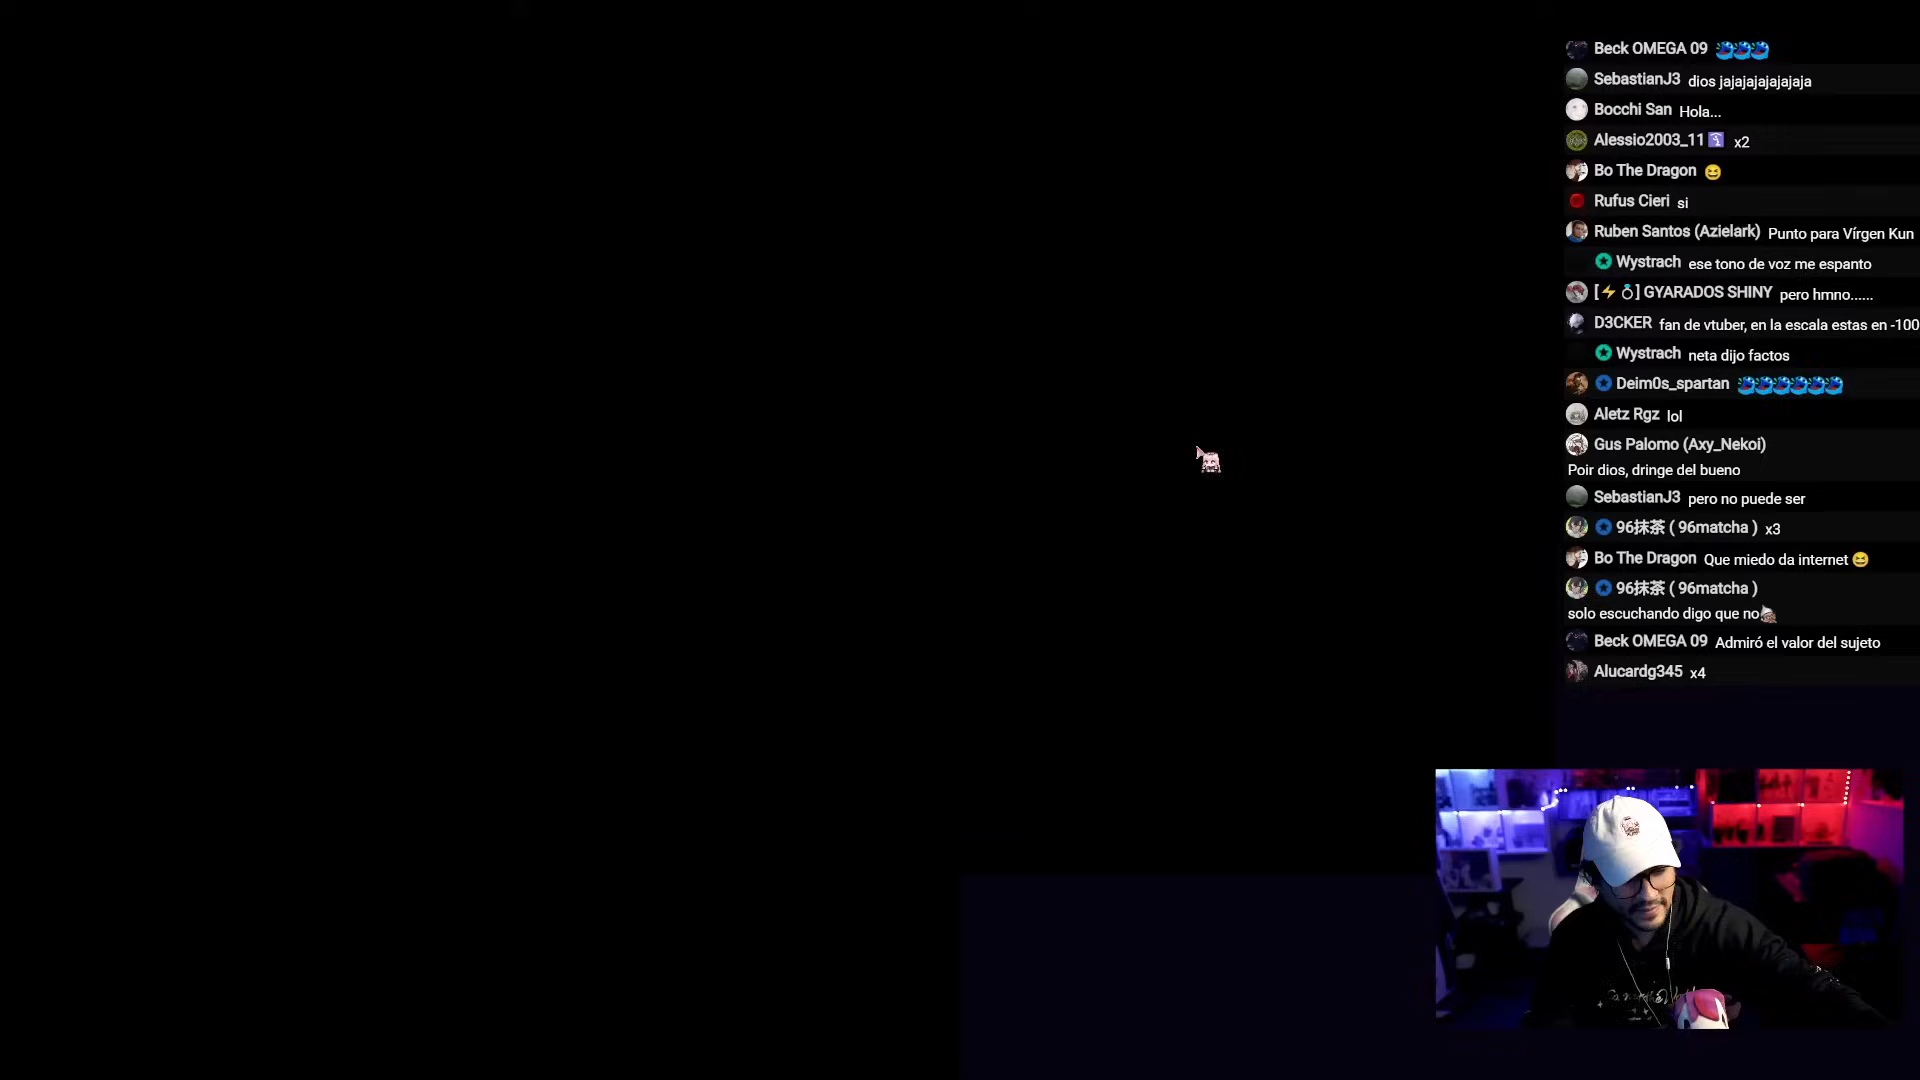 Beck OMEGA 09
SebastianJ3 dios jajajajajajaja
Bocchi San Hola...
Alessio2003_11 x2
Bo The Dragon 😆
Rufus Cieri si
Ruben Santos (Azielark) Punto para Vírgen Kun
Wystrach ese tono de voz me espanto
[⚡💍] GYARADOS SHINY pero hmno......
D3CKER fan de vtuber, en la escala estas en -100
Wystrach neta dijo factos
Deim0s_spartan
Aletz Rgz lol
Gus Palomo (Axy_Nekoi)
Poir dios, dringe del bueno
SebastianJ3 pero no puede ser
96抹茶 ( 96matcha ) x3
Bo The Dragon Que miedo da internet 😆
96抹茶 ( 96matcha )
solo escuchando digo que no
Beck OMEGA 09 Admiró el valor del sujeto
Alucardg345 x4